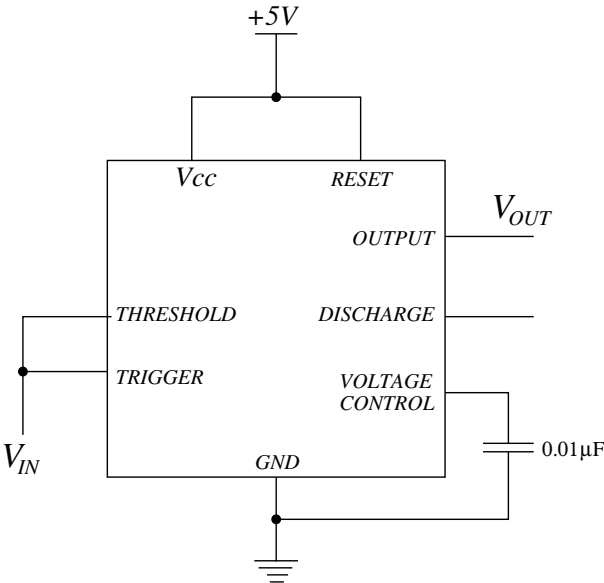 +5V
Vcc
RESET
V_OUT
OUTPUT
THRESHOLD
DISCHARGE
TRIGGER
VOLTAGE
CONTROL
V_IN
0.01µF
GND